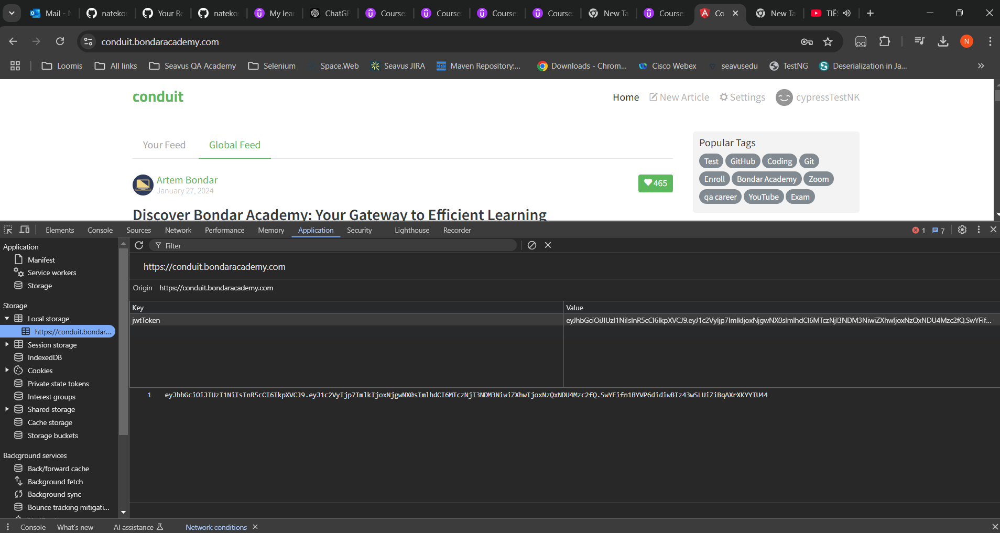 Mail - N natekos Your Re natekos My lear ChatGP Course: Course: Course: Course: New Ta Course: Co New Ta TIËS
conduit.bondaracademy.com N
Loomis All links Seavus QA Academy Selenium Space.Web Seavus JIRA Maven Repository:... Downloads - Chrom... Cisco Webex seavusedu TestNG Deserialization in Ja...
conduit Home New Article Settings cypressTestNK
Your Feed Global Feed
Artem Bondar
January 27, 2024
465
Discover Bondar Academy: Your Gateway to Efficient Learning
Popular Tags
Test GitHub Coding Git
Enroll Bondar Academy Zoom
qa career YouTube Exam
Elements Console Sources Network Performance Memory Application Security Lighthouse Recorder 1 7
Application
Manifest
Service workers
Storage
Storage
Local storage
https://conduit.bondar...
Session storage
IndexedDB
Cookies
Private state tokens
Interest groups
Shared storage
Cache storage
Storage buckets
Background services
Back/forward cache
Background fetch
Background sync
Bounce tracking mitigati...
Filter
https://conduit.bondaracademy.com
Origin https://conduit.bondaracademy.com
Key Value
jwtToken eyJhbGciOiJIUzI1NiIsInR5cCI6IkpXVCJ9.eyJ1c2VyIjp7ImlkIjoxNjgwNX0sImlhdCI6MTczNjI3NDM3NiwiZXhwIjoxNzQxNDU4Mzc2fQ.SwYFif...
1 eyJhbGciOiJIUzI1NiIsInR5cCI6IkpXVCJ9.eyJ1c2VyIjp7ImlkIjoxNjgwNX0sImlhdCI6MTczNjI3NDM3NiwiZXhwIjoxNzQxNDU4Mzc2fQ.SwYFifn1BYVP6didiwBIz43wSLUiZiBqAXrXKYYIU44
Console What's new AI assistance Network conditions